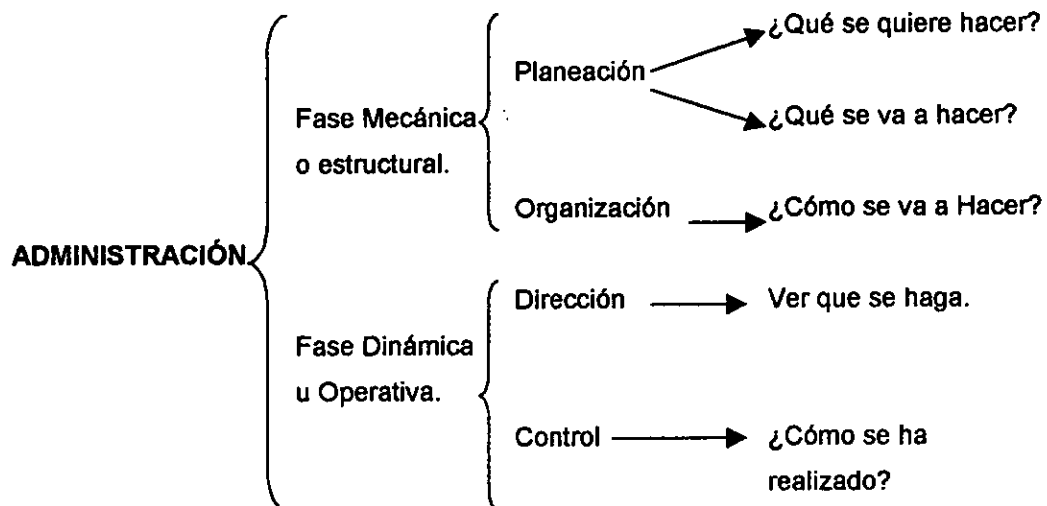 ¿Qué se quiere hacer?
Planeación
Fase Mecánica
¿Qué se va a hacer?
o estructural.
Organización
¿Cómo se va a Hacer?
ADMINISTRACIÓN
Dirección
Ver que se haga.
Fase Dinámica
u Operativa.
Control
¿Cómo se ha
realizado?